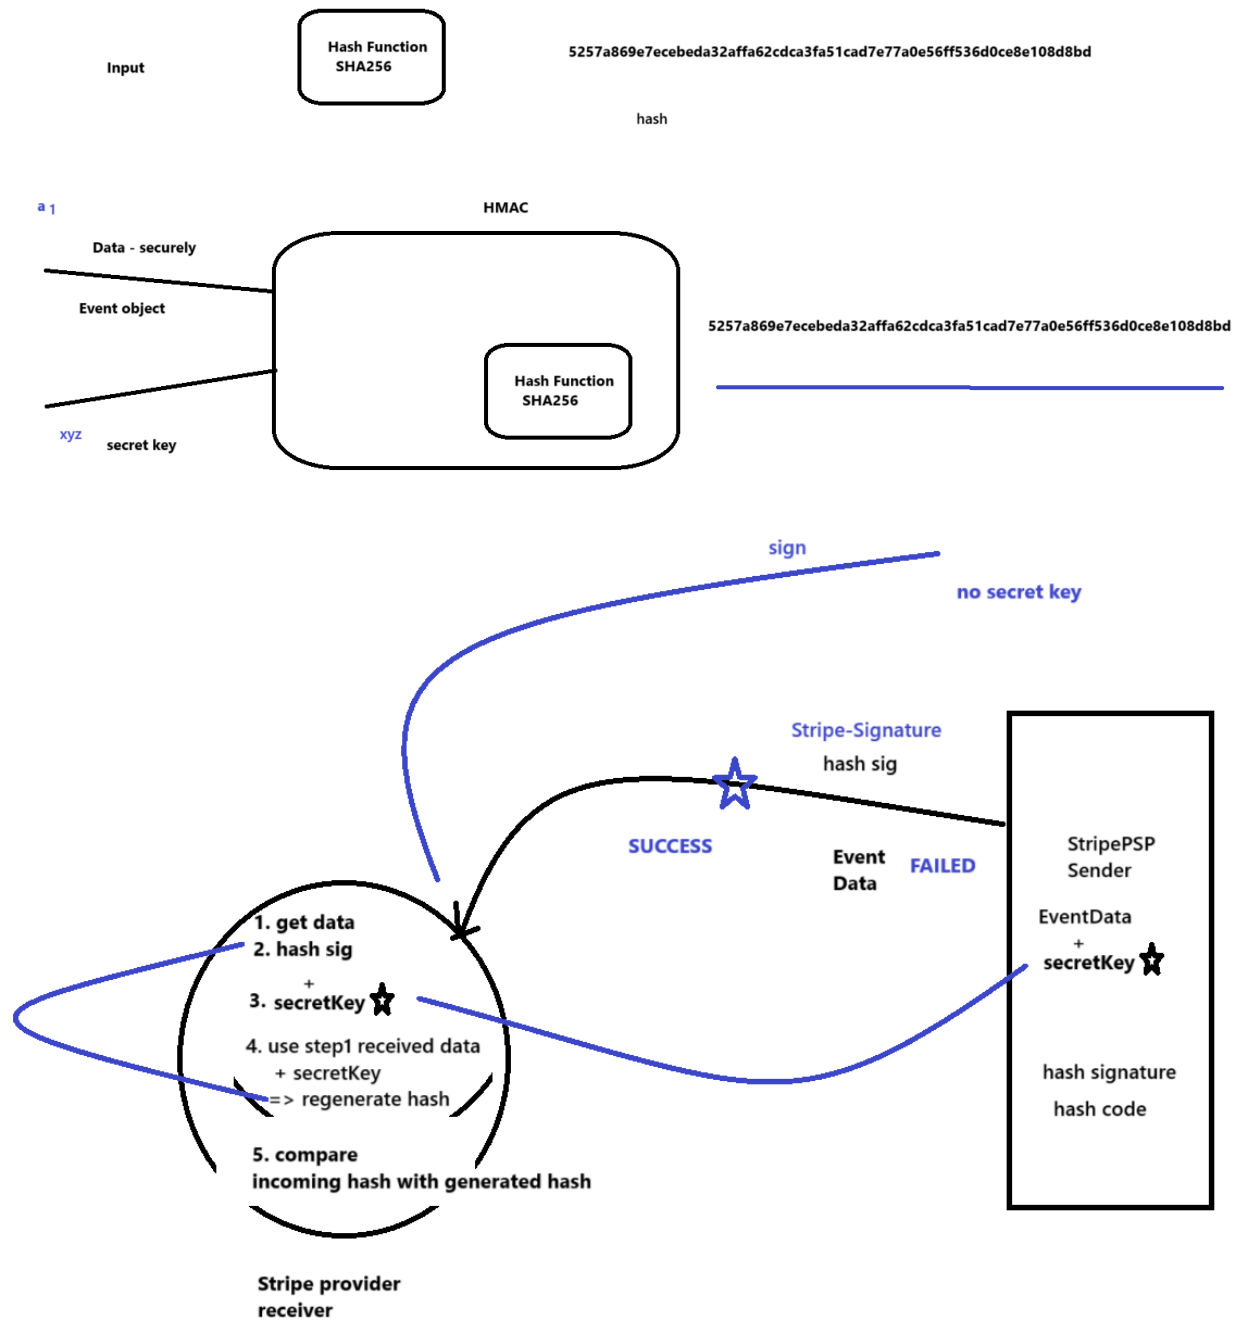 Hash Function
SHA256
Input
5257a869e7ecebeda32affa62cdca3fa51cad7e77a0e56ff536d0ce8e108d8bd
hash
a 1
HMAC
Data - securely
Event object
5257a869e7ecebeda32affa62cdca3fa51cad7e77a0e56ff536d0ce8e108d8bd
Hash Function
SHA256
xyz
secret key
sign
no secret key
Stripe-Signature
hash sig
SUCCESS
Event
Data
FAILED
StripePSP
Sender
EventData
+
secretKey
hash signature
hash code
1. get data
2. hash sig
+
3. secretKey
4. use step1 received data
+ secretKey
=> regenerate hash
5. compare
incoming hash with generated hash
Stripe provider
receiver